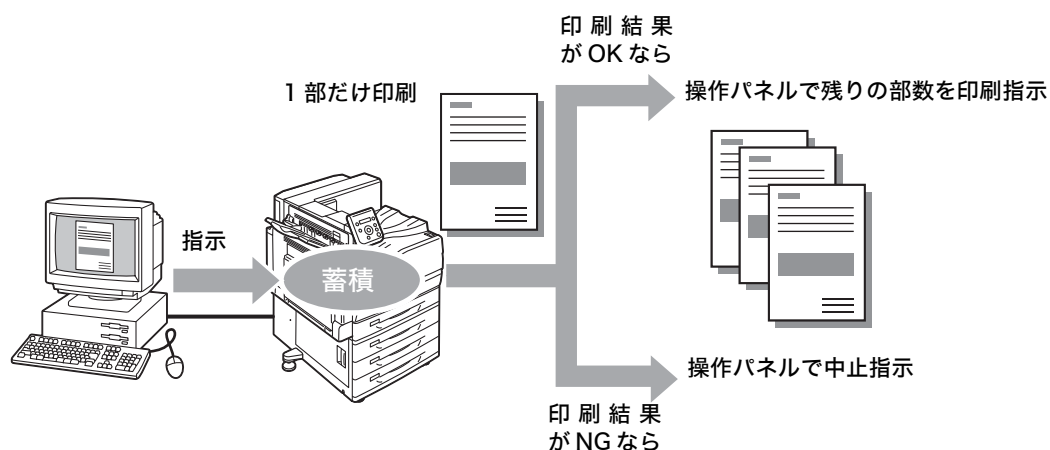 印刷結果
がOKなら
1部だけ印刷
操作パネルで残りの部数を印刷指示
指示
蓄積
操作パネルで中止指示
印刷結果
がNGなら